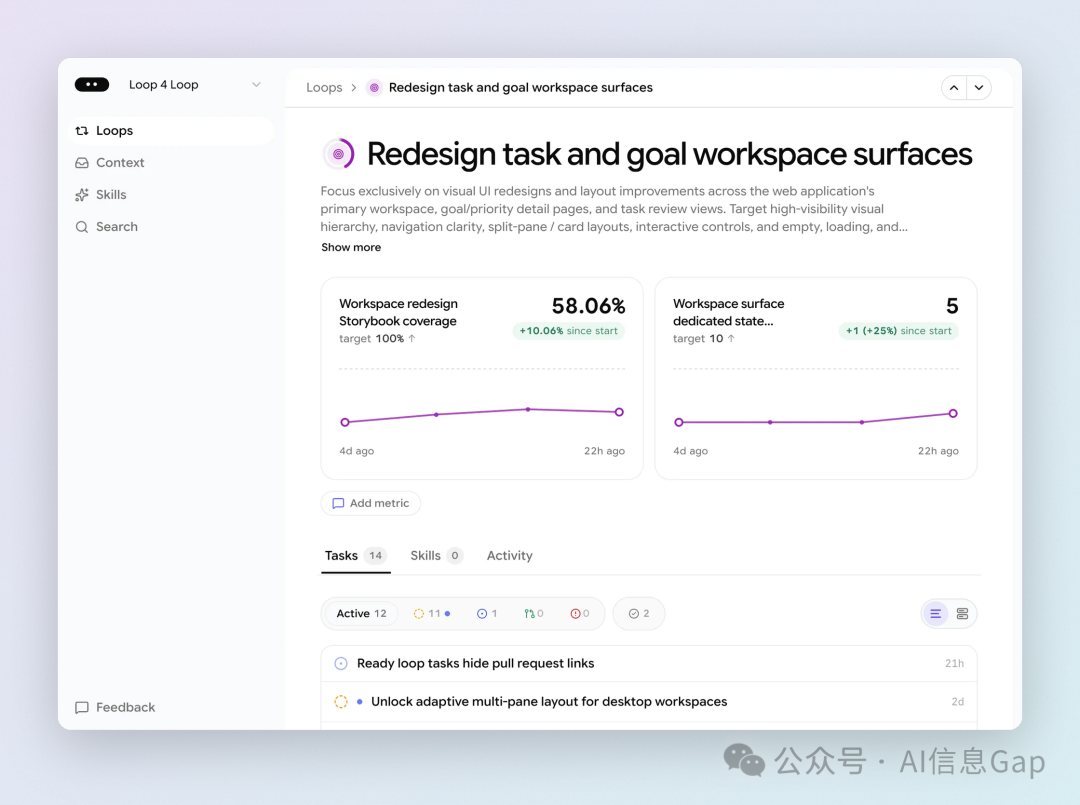 Loop 4 Loop
Loops
Context
Skills
Search
Feedback
Loops > Redesign task and goal workspace surfaces
Redesign task and goal workspace surfaces
Focus exclusively on visual UI redesigns and layout improvements across the web application's
primary workspace, goal/priority detail pages, and task review views. Target high-visibility visual
hierarchy, navigation clarity, split-pane / card layouts, interactive controls, and empty, loading, and...
Show more
Workspace redesign
Storybook coverage
target 100% ↑
58.06%
+10.06% since start
4d ago 22h ago
Workspace surface
dedicated state...
target 10 ↑
5
+1 (+25%) since start
4d ago 22h ago
Add metric
Tasks 14 Skills 0 Activity
Active 12 11 1 0 0 2
Ready loop tasks hide pull request links 21h
Unlock adaptive multi-pane layout for desktop workspaces 2d
公众号 · AI信息Gap